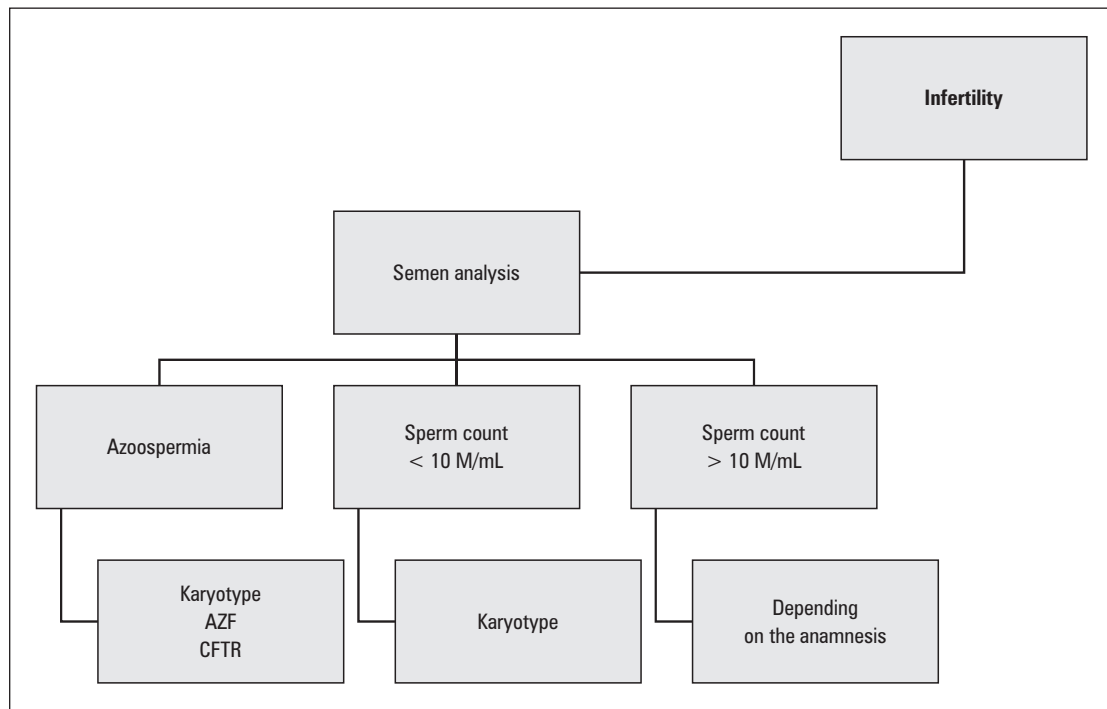 Infertility
Semen analysis
Azoospermia
Sperm count
< 10 M/mL
Sperm count
> 10 M/mL
Karyotype
AZF
CFTR
Karyotype
Depending
on the anamnesis